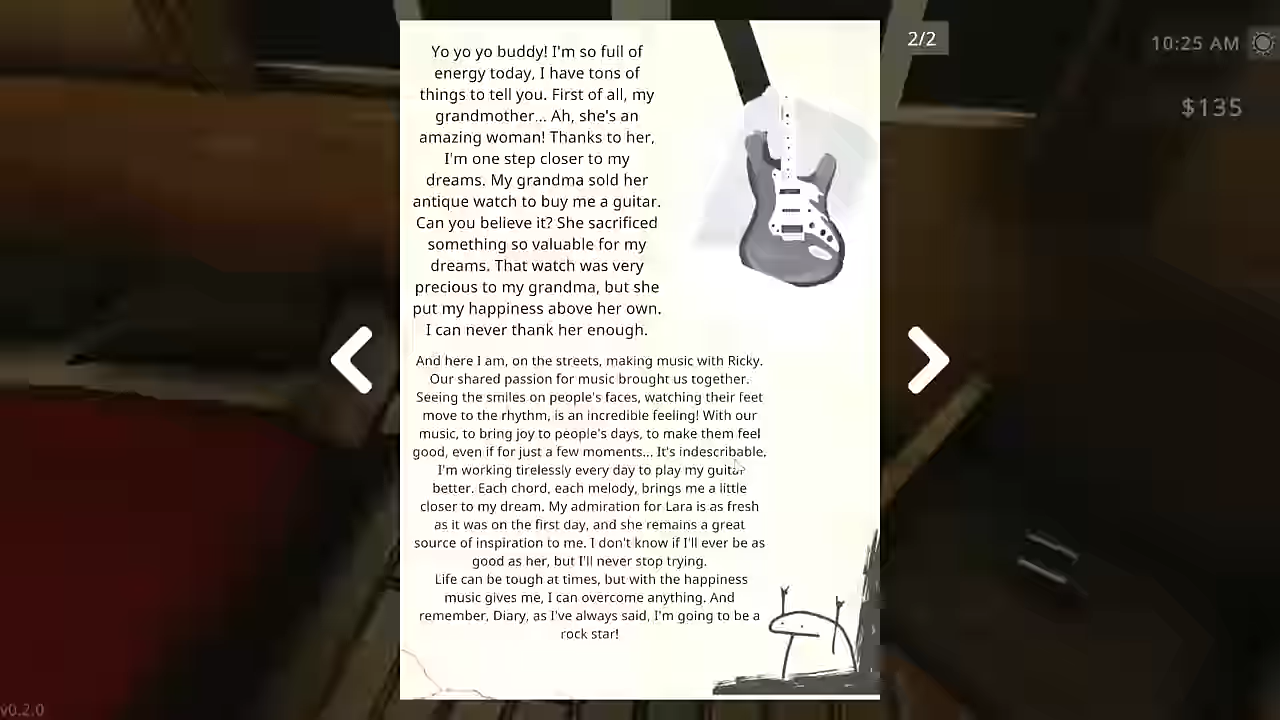 Yo yo yo buddy! I'm so full of
energy today, I have tons of
things to tell you. First of all, my
grandmother... Ah, she's an
amazing woman! Thanks to her,
I'm one step closer to my
dreams. My grandma sold her
antique watch to buy me a guitar.
Can you believe it? She sacrificed
something so valuable for my
dreams. That watch was very
precious to my grandma, but she
put my happiness above her own.
I can never thank her enough.
And here I am, on the streets, making music with Ricky.
Our shared passion for music brought us together.
Seeing the smiles on people's faces, watching their feet
move to the rhythm, is an incredible feeling! With our
music, to bring joy to people's days, to make them feel
good, even if for just a few moments... It's indescribable.
I'm working tirelessly every day to play my guitar
better. Each chord, each melody, brings me a little
closer to my dream. My admiration for Lara is as fresh
as it was on the first day, and she remains a great
source of inspiration to me. I don't know if I'll ever be as
good as her, but I'll never stop trying.
Life can be tough at times, but with the happiness
music gives me, I can overcome anything. And
remember, Diary, as I've always said, I'm going to be a
rock star!
2/2
10:25 AM
$135
v0.2.0